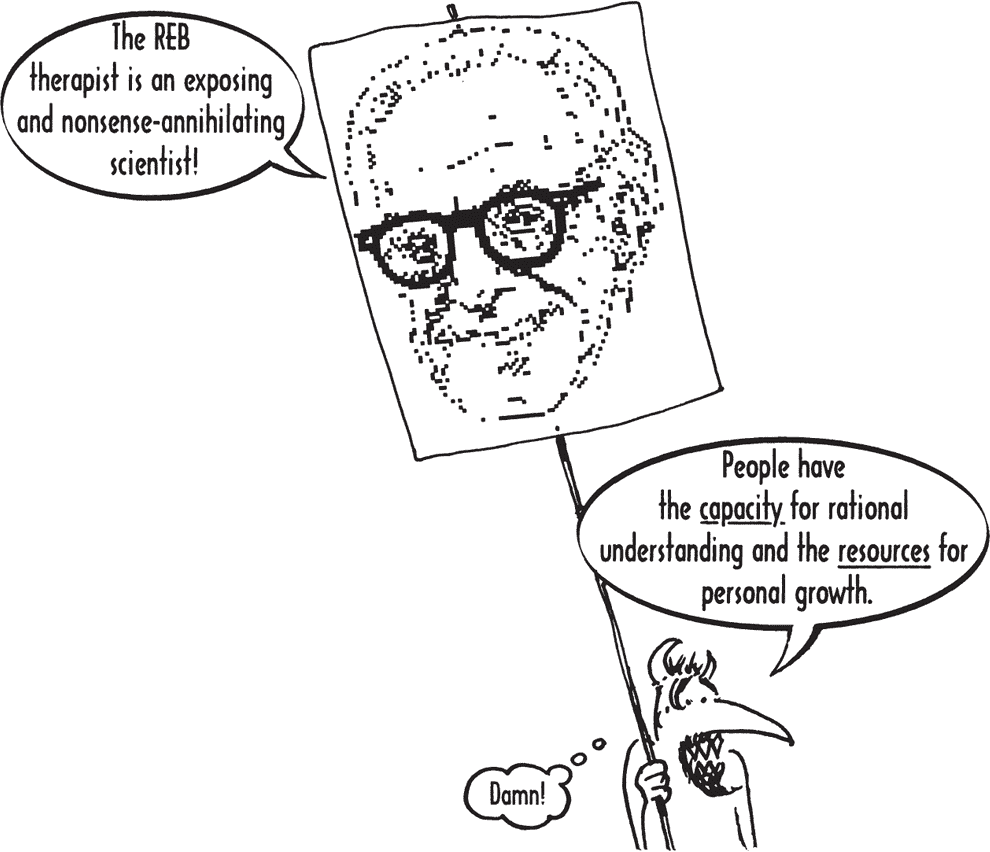 The REB
therapist is an exposing
and nonsense-annihilating
scientist!
People have
the capacity for rational
understanding and the resources for
personal growth.
Damn!